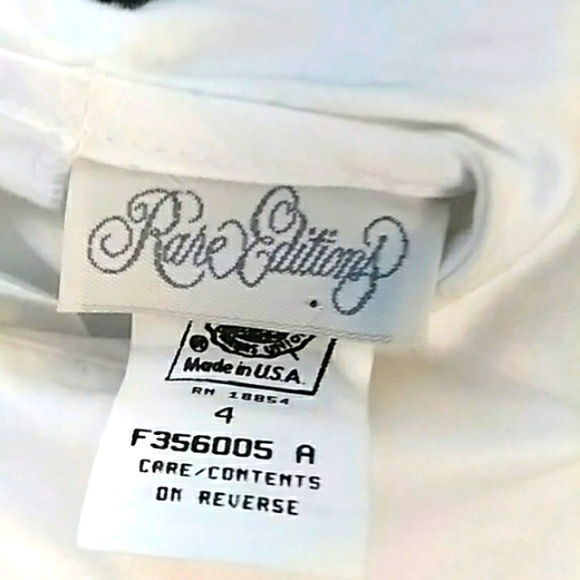 Rare Editions
®
Made in U.S.A.
RN 18854
4
F356005 A
CARE/CONTENTS
ON REVERSE